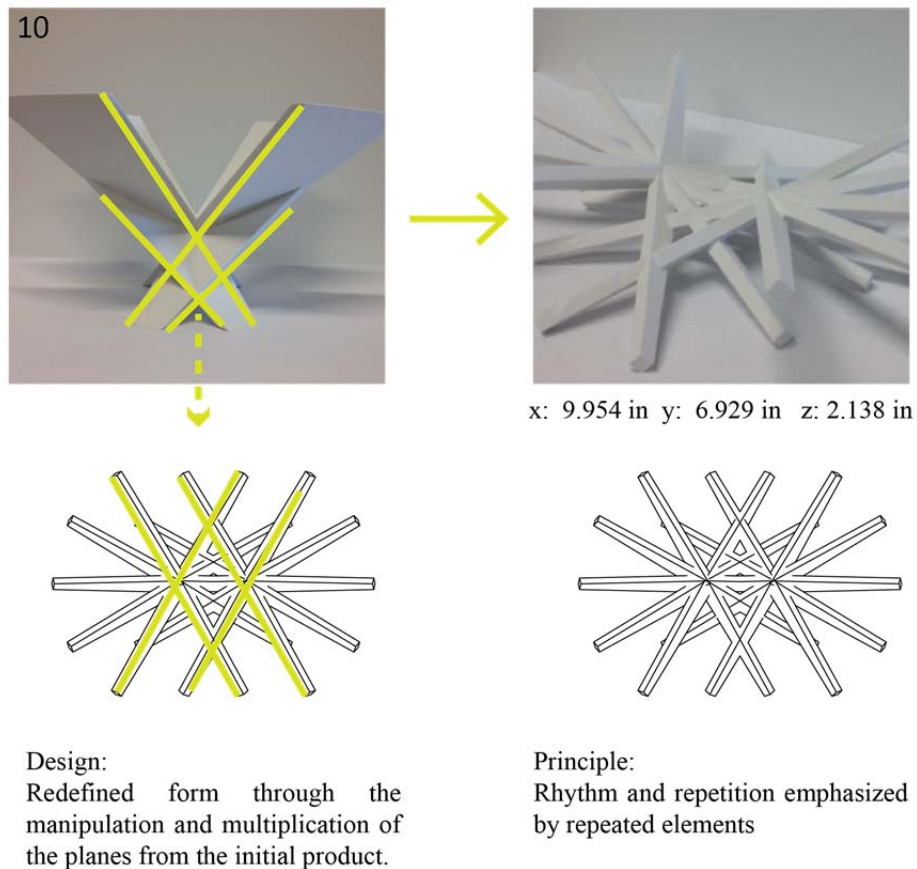 10
x: 9.954 in y: 6.929 in z: 2.138 in
Design:
Redefined form through the
manipulation and multiplication of
the planes from the initial product.
Principle:
Rhythm and repetition emphasized
by repeated elements